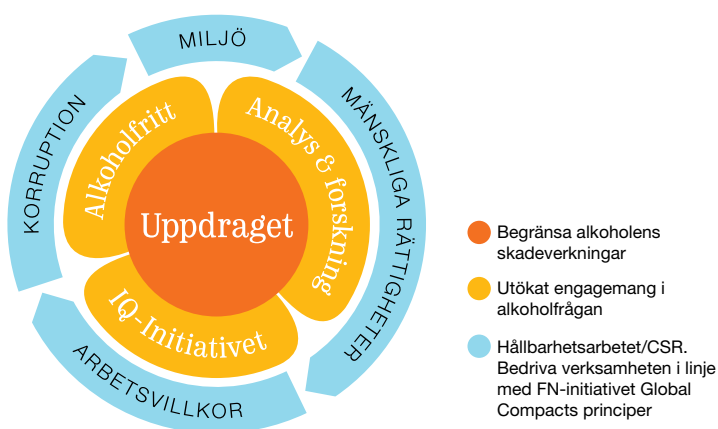 MILJÖ
MÄNSKLIGA RÄTTIGHETER
ARBETSVILLKOR
KORRUPTION
Alkoholfritt
Analys & forskning
IQ-Initiativet
Uppdraget
Begränsa alkoholens
skadeverkningar
Utökat engagemang i
alkoholfrågan
Hållbarhetsarbetet/CSR.
Bedriva verksamheten i linje
med FN-initiativet Global
Compacts principer